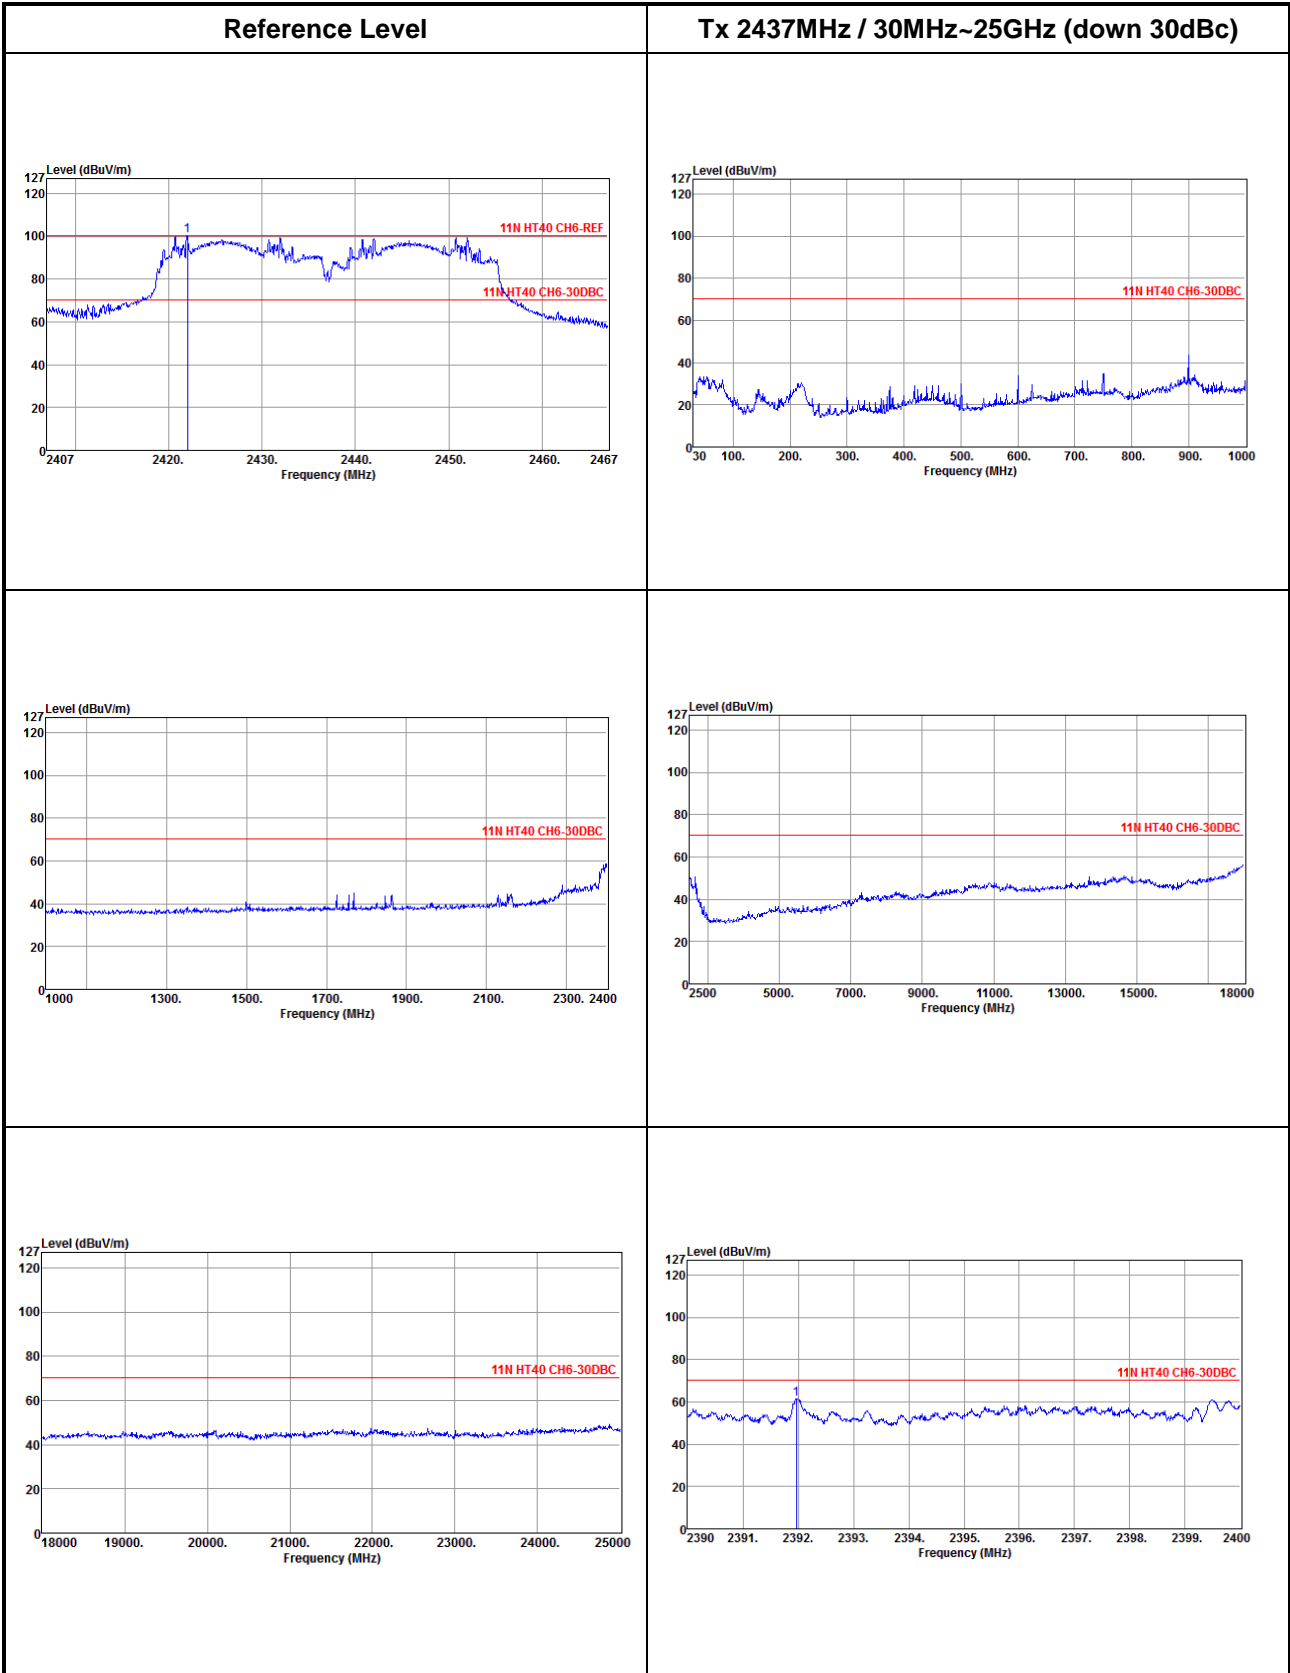 Reference Level
Tx 2437MHz / 30MHz~25GHz (down 30dBc)
127 Level (dBuV/m)
120
100
80
60
40
20
0
1
11N HT40 CH6-REF
11N HT40 CH6-30DBC
2407 2420. 2430. 2440. 2450. 2460. 2467
Frequency (MHz)
127 Level (dBuV/m)
120
100
80
60
40
20
0
11N HT40 CH6-30DBC
30 100. 200. 300. 400. 500. 600. 700. 800. 900. 1000
Frequency (MHz)
127 Level (dBuV/m)
120
100
80
60
40
20
0
11N HT40 CH6-30DBC
1000 1300. 1500. 1700. 1900. 2100. 2300. 2400
Frequency (MHz)
127 Level (dBuV/m)
120
100
80
60
40
20
0
11N HT40 CH6-30DBC
2500 5000. 7000. 9000. 11000. 13000. 15000. 18000
Frequency (MHz)
127 Level (dBuV/m)
120
100
80
60
40
20
0
11N HT40 CH6-30DBC
18000 19000. 20000. 21000. 22000. 23000. 24000. 25000
Frequency (MHz)
127 Level (dBuV/m)
120
100
80
60
40
20
0
11N HT40 CH6-30DBC
1
2390 2391. 2392. 2393. 2394. 2395. 2396. 2397. 2398. 2399. 2400
Frequency (MHz)